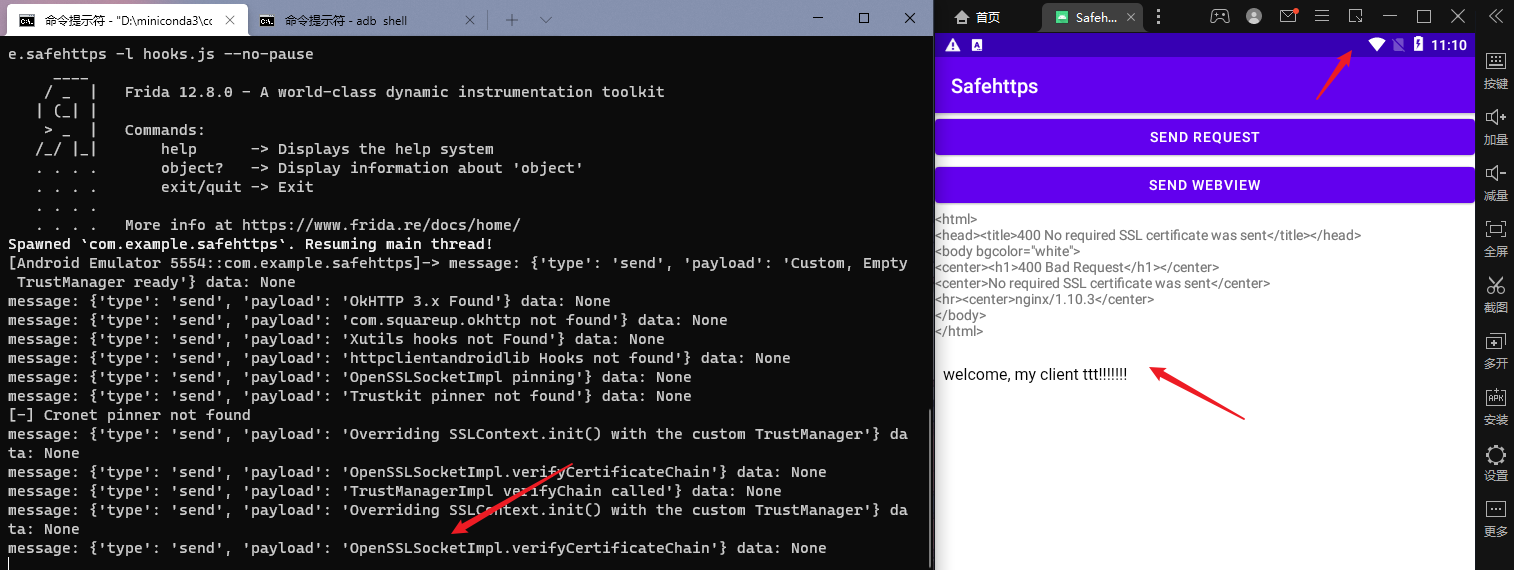 命令提示符 - "D:\miniconda3\cc
命令提示符 - adb shell
e.safehttps -l hooks.js --no-pause
     ____
    / _  |   Frida 12.8.0 - A world-class dynamic instrumentation toolkit
   | (_| |
    > _  |   Commands:
   /_/ |_|       help      -> Displays the help system
   . . . .       object?   -> Display information about 'object'
   . . . .       exit/quit -> Exit
   . . . .
   . . . .   More info at https://www.frida.re/docs/home/
Spawned `com.example.safehttps`. Resuming main thread!
[Android Emulator 5554::com.example.safehttps]-> message: {'type': 'send', 'payload': 'Custom, Empty
 TrustManager ready'} data: None
message: {'type': 'send', 'payload': 'OkHTTP 3.x Found'} data: None
message: {'type': 'send', 'payload': 'com.squareup.okhttp not found'} data: None
message: {'type': 'send', 'payload': 'Xutils hooks not Found'} data: None
message: {'type': 'send', 'payload': 'httpclientandroidlib Hooks not found'} data: None
message: {'type': 'send', 'payload': 'OpenSSLSocketImpl pinning'} data: None
message: {'type': 'send', 'payload': 'Trustkit pinner not found'} data: None
[-] Cronet pinner not found
message: {'type': 'send', 'payload': 'Overriding SSLContext.init() with the custom TrustManager'} da
ta: None
message: {'type': 'send', 'payload': 'OpenSSLSocketImpl.verifyCertificateChain'} data: None
message: {'type': 'send', 'payload': 'TrustManagerImpl verifyChain called'} data: None
message: {'type': 'send', 'payload': 'Overriding SSLContext.init() with the custom TrustManager'} da
ta: None
message: {'type': 'send', 'payload': 'OpenSSLSocketImpl.verifyCertificateChain'} data: None
首页
Safeh...
A
11:10
Safehttps
SEND REQUEST
SEND WEBVIEW
<html>
<head><title>400 No required SSL certificate was sent</title></head>
<body bgcolor="white">
<center><h1>400 Bad Request</h1></center>
<center>No required SSL certificate was sent</center>
<hr><center>nginx/1.10.3</center>
</body>
</html>
welcome, my client ttt!!!!!!!
按键
加量
减量
全屏
截图
多开
APK
安装
设置
更多